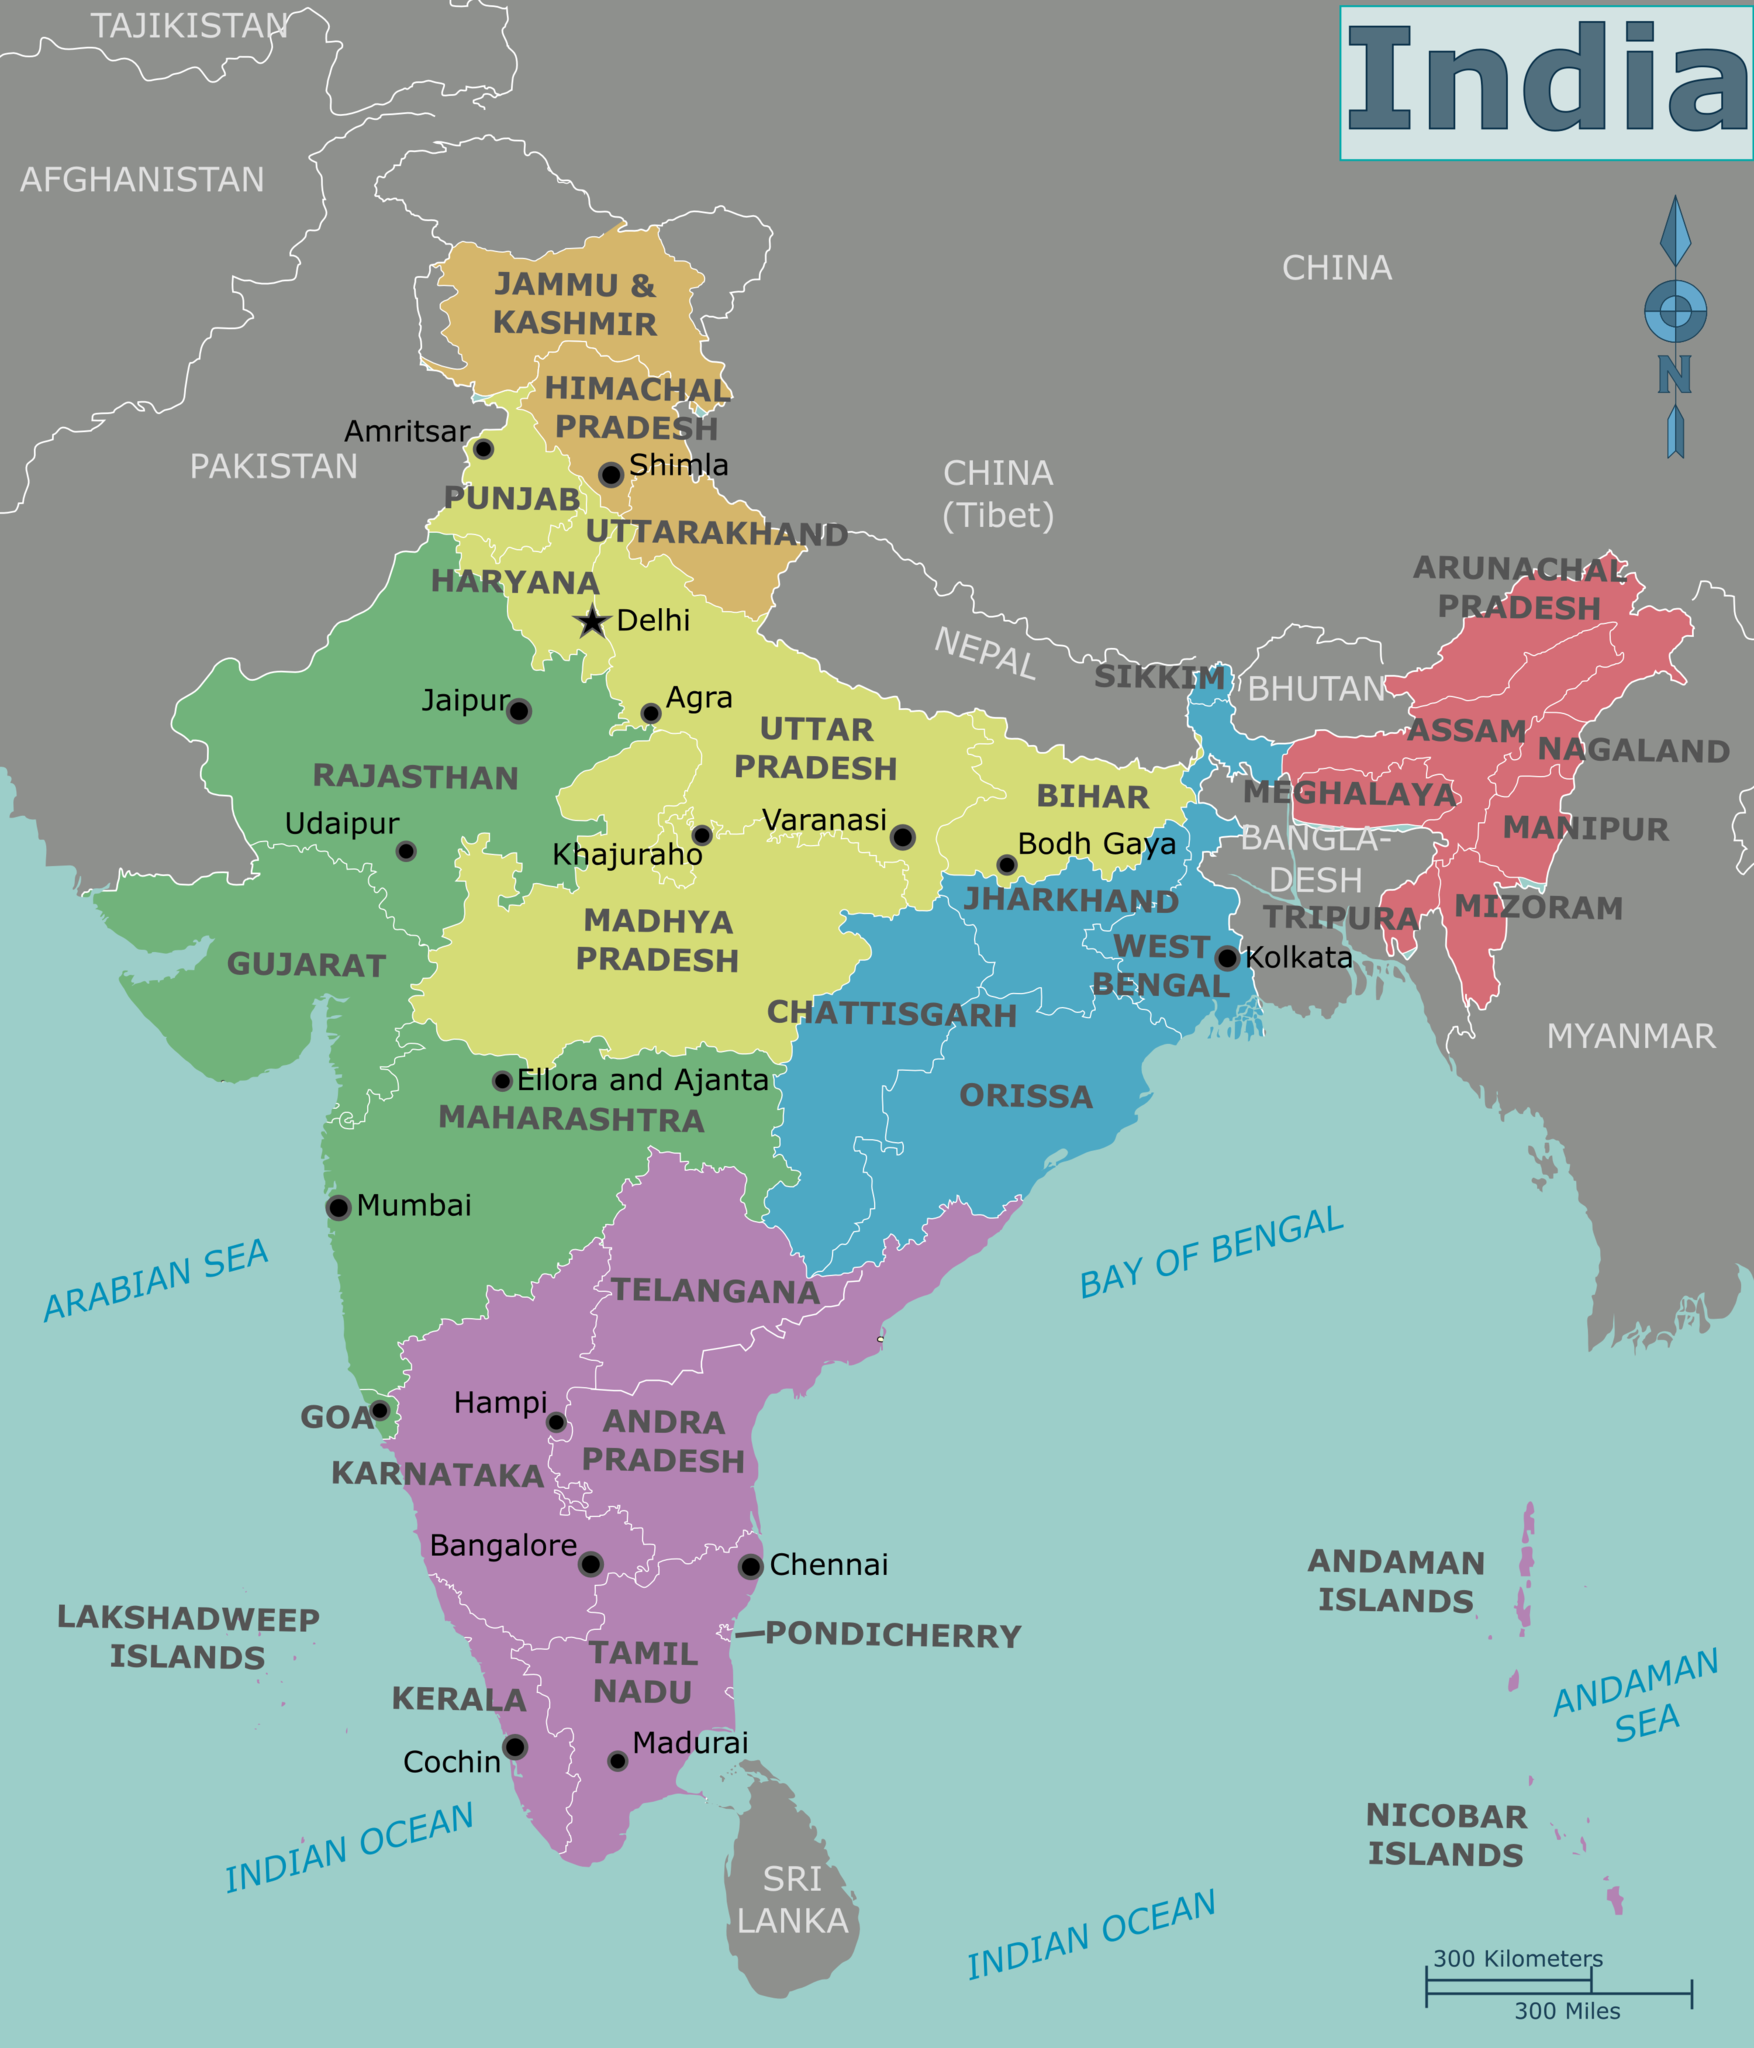 TAJIKISTAN
India
AFGHANISTAN
CHINA
JAMMU &
KASHMIR
N
HIMACHAL
PRADESH
Amritsar
PAKISTAN
Shimla
CHINA
(Tibet)
PUNJAB
UTTARAKHAND
HARYANA
ARUNACHAL
PRADESH
Delhi
NEPAL
SIKKIM
BHUTAN
Jaipur
Agra
UTTAR
PRADESH
ASSAM
NAGALAND
RAJASTHAN
BIHAR
MEGHALAYA
Udaipur
Varanasi
MANIPUR
Khajuraho
Bodh Gaya
BANGLA-
DESH
JHARKHAND
TRIPURA
MIZORAM
MADHYA
PRADESH
GUJARAT
WEST
BENGAL
Kolkata
CHATTISGARH
MYANMAR
Ellora and Ajanta
MAHARASHTRA
ORISSA
Mumbai
ARABIAN SEA
BAY OF BENGAL
TELANGANA
Hampi
GOA
ANDRA
PRADESH
KARNATAKA
Bangalore
Chennai
ANDAMAN
ISLANDS
LAKSHADWEEP
ISLANDS
PONDICHERRY
TAMIL
NADU
KERALA
ANDAMAN
SEA
Cochin
Madurai
NICOBAR
ISLANDS
INDIAN OCEAN
SRI
LANKA
INDIAN OCEAN
300 Kilometers
300 Miles